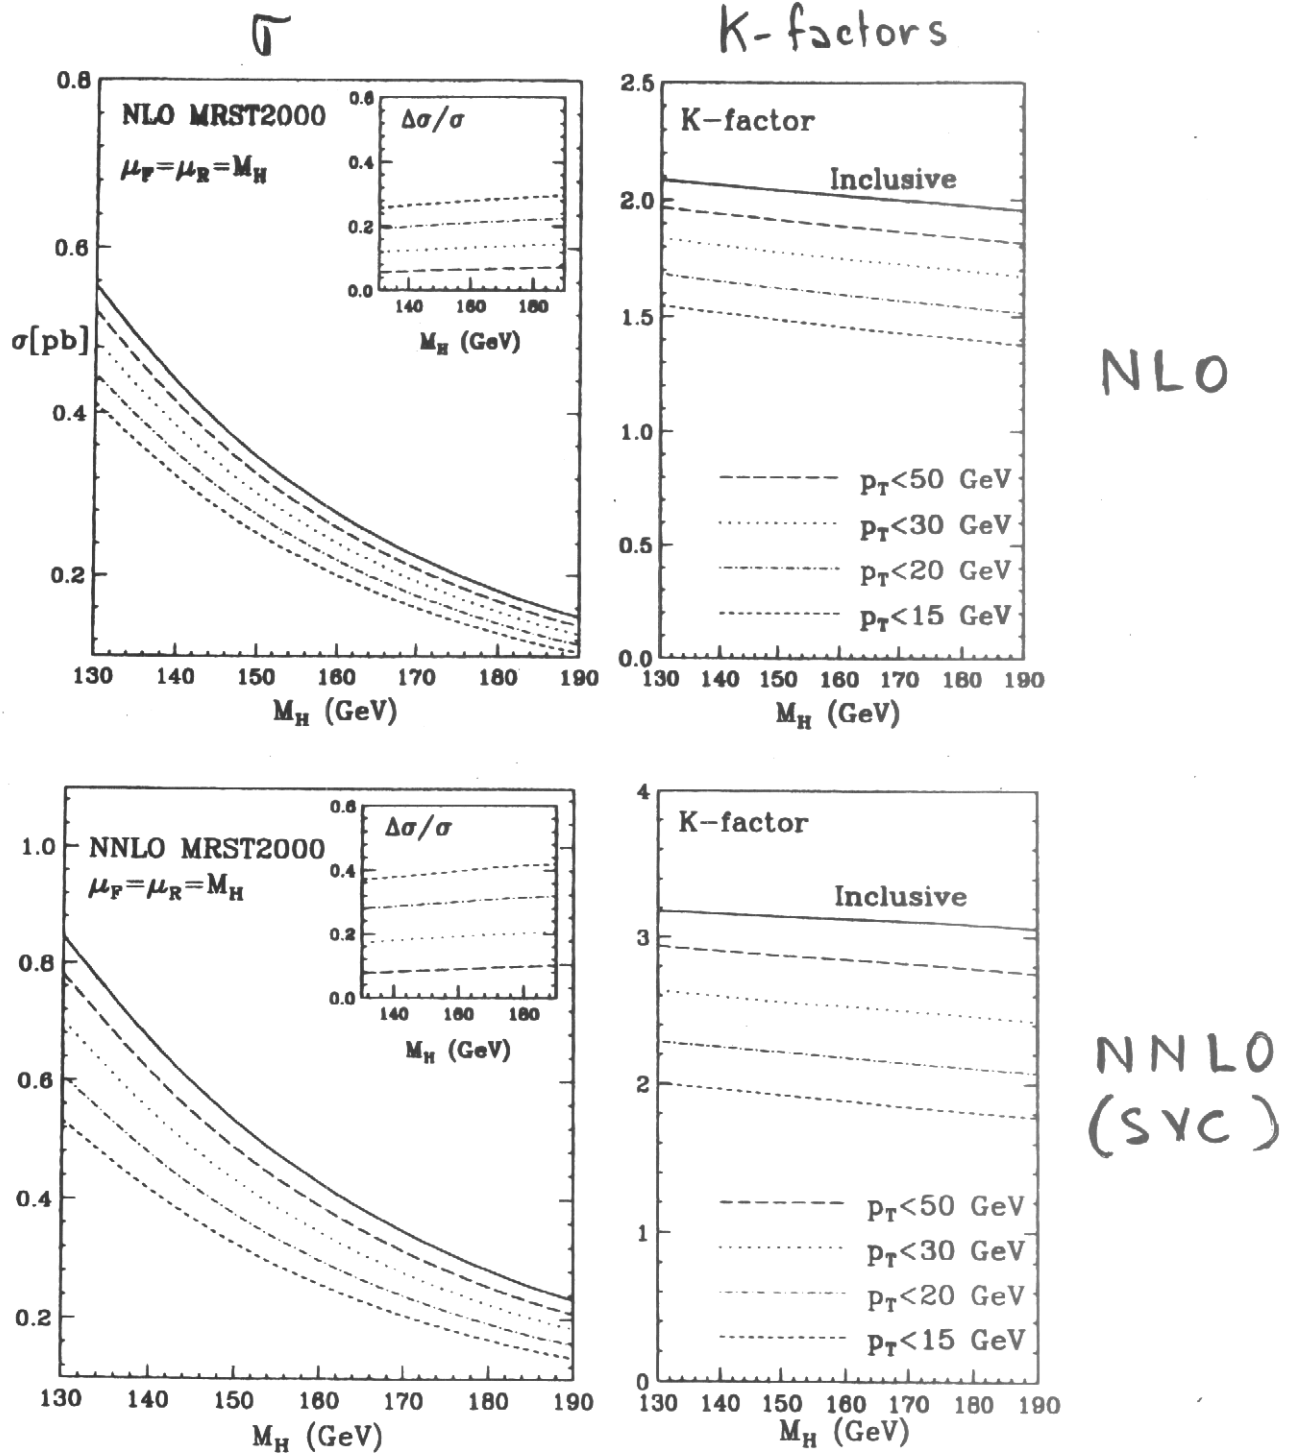 σ
K-factors
0.8
0.6
σ[pb]
0.4
0.2
NLO MRST2000
μF=μR=MH
0.6
0.4
0.2
0.0
Δσ/σ
140 160 180
MH (GeV)
130 140 150 160 170 180 190
MH (GeV)
2.5
2.0
1.5
1.0
0.5
0.0
K-factor
Inclusive
pT<50 GeV
pT<30 GeV
pT<20 GeV
pT<15 GeV
130 140 150 160 170 180 190
MH (GeV)
NLO
1.0
0.8
0.6
0.4
0.2
NNLO MRST2000
μF=μR=MH
0.6
0.4
0.2
0.0
Δσ/σ
140 160 180
MH (GeV)
130 140 150 160 170 180 190
MH (GeV)
4
3
2
1
0
K-factor
Inclusive
pT<50 GeV
pT<30 GeV
pT<20 GeV
pT<15 GeV
130 140 150 160 170 180 190
MH (GeV)
NNLO
(SVC)